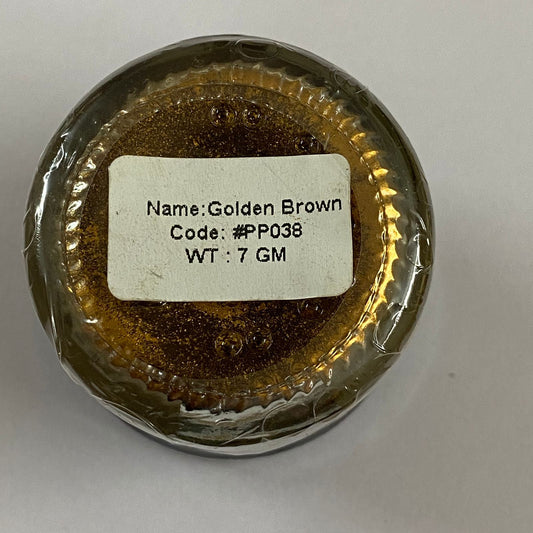 Name:Golden Brown
Code: #PP038
WT : 7 GM